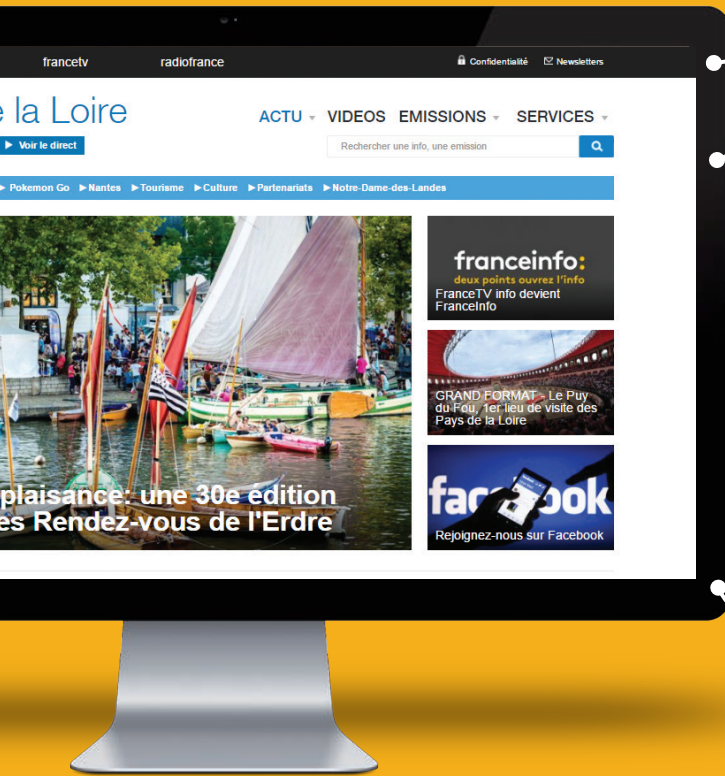 francetv radiofrance Confidentialité Newsletters
la Loire
ACTU VIDEOS EMISSIONS SERVICES
Voir le direct
Rechercher une info, une emission
Pokemon Go Nantes Tourisme Culture Partenariats Notre-Dame-des-Landes
franceinfo:
deux points ouvrez l'info
FranceTV info devient
FranceInfo
GRAND FORMAT - Le Puy
du Fou, 1er lieu de visite des
Pays de la Loire
plaisance: une 30e édition
es Rendez-vous de l'Erdre
facebook
Rejoignez-nous sur Facebook